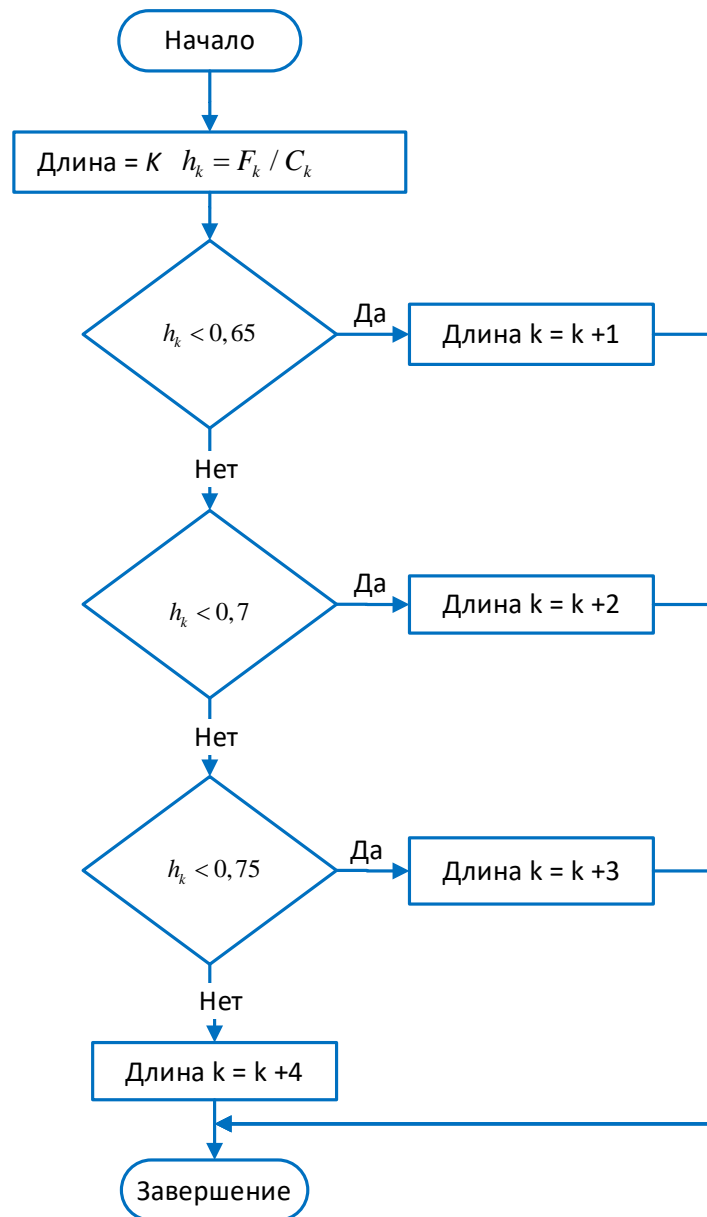 Начало
Длина = K h_k = F_k / C_k
h_k < 0,65
Да
Длина k = k +1
Нет
h_k < 0,7
Да
Длина k = k +2
Нет
h_k < 0,75
Да
Длина k = k +3
Нет
Длина k = k +4
Завершение